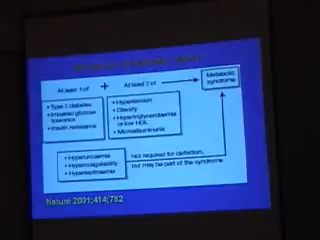 At least 1 of + At least 2 of
Metabolic
syndrome
• Type 2 diabetes
• Impaired glucose
tolerance
• Insulin resistance
• Hypertension
• Obesity
• Hypertriglyceridaemia
or low HDL
• Microalbuminuria
• Hyperuricaemia
• Hypercoagulability
• Hyperleptinaemia
Not required for definition,
but may be part of the syndrome
Nature 2001;414;782